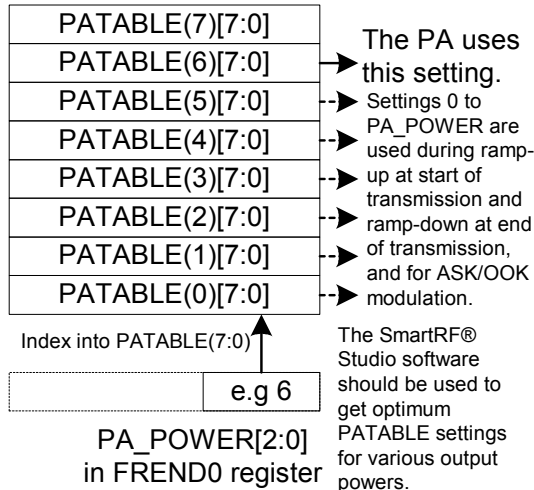 PATABLE(7)[7:0]
PATABLE(6)[7:0]
PATABLE(5)[7:0]
PATABLE(4)[7:0]
PATABLE(3)[7:0]
PATABLE(2)[7:0]
PATABLE(1)[7:0]
PATABLE(0)[7:0]
The PA uses
this setting.
Settings 0 to
PA_POWER are
used during ramp-
up at start of
transmission and
ramp-down at end
of transmission,
and for ASK/OOK
modulation.
Index into PATABLE(7:0)
e.g 6
PA_POWER[2:0]
in FREND0 register
The SmartRF®
Studio software
should be used to
get optimum
PATABLE settings
for various output
powers.